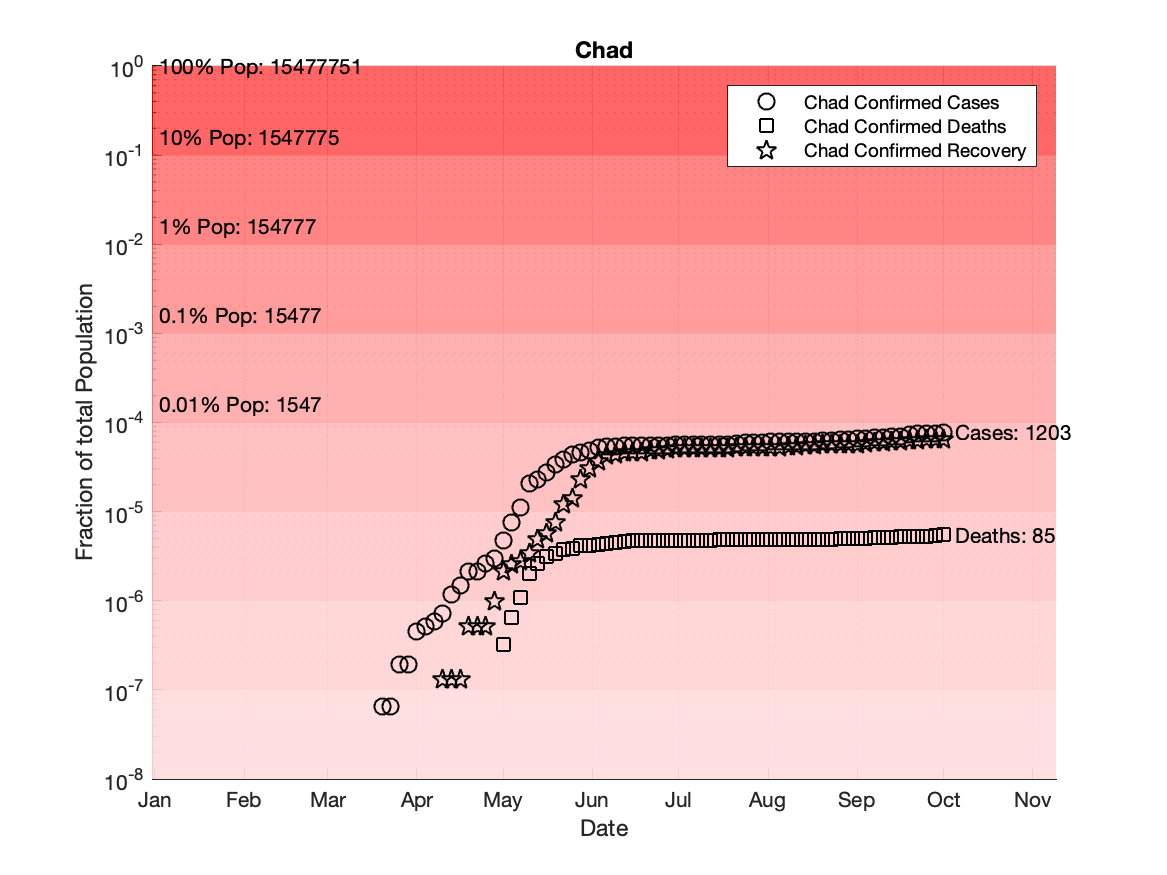 Chad
10^0
100% Pop: 15477751
Chad Confirmed Cases
Chad Confirmed Deaths
Chad Confirmed Recovery
10% Pop: 1547775
10^-1
1% Pop: 154777
10^-2
0.1% Pop: 15477
10^-3
0.01% Pop: 1547
10^-4
Cases: 1203
10^-5
Deaths: 85
10^-6
10^-7
10^-8
Fraction of total Population
Jan Feb Mar Apr May Jun Jul Aug Sep Oct Nov
Date